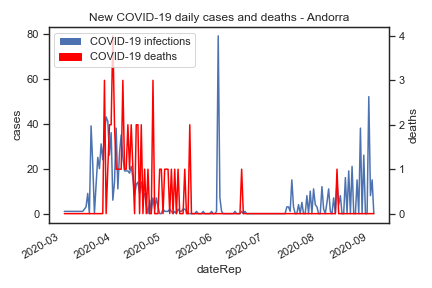 New COVID-19 daily cases and deaths - Andorra
COVID-19 infections
COVID-19 deaths
80
60
40
20
0
cases
4
3
2
1
0
deaths
2020-03
2020-04
2020-05
2020-06
2020-07
2020-08
2020-09
dateRep